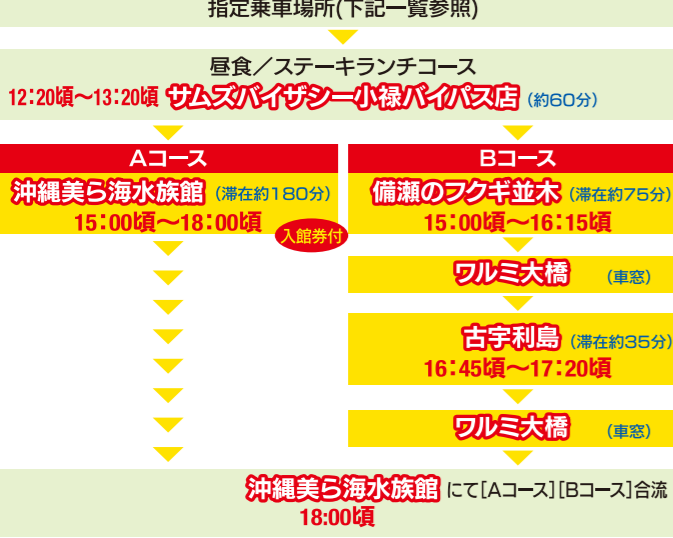 指定乗車場所(下記一覧参照)
昼食／ステーキランチコース
12:20頃〜13:20頃 サムズバイザシー小禄バイパス店 (約60分)
Aコース
沖縄美ら海水族館 (滞在約180分)
15:00頃〜18:00頃
入館券付
Bコース
備瀬のフクギ並木 (滞在約75分)
15:00頃〜16:15頃
ワルミ大橋 (車窓)
古宇利島 (滞在約35分)
16:45頃〜17:20頃
ワルミ大橋 (車窓)
沖縄美ら海水族館 にて[Aコース][Bコース]合流
18:00頃